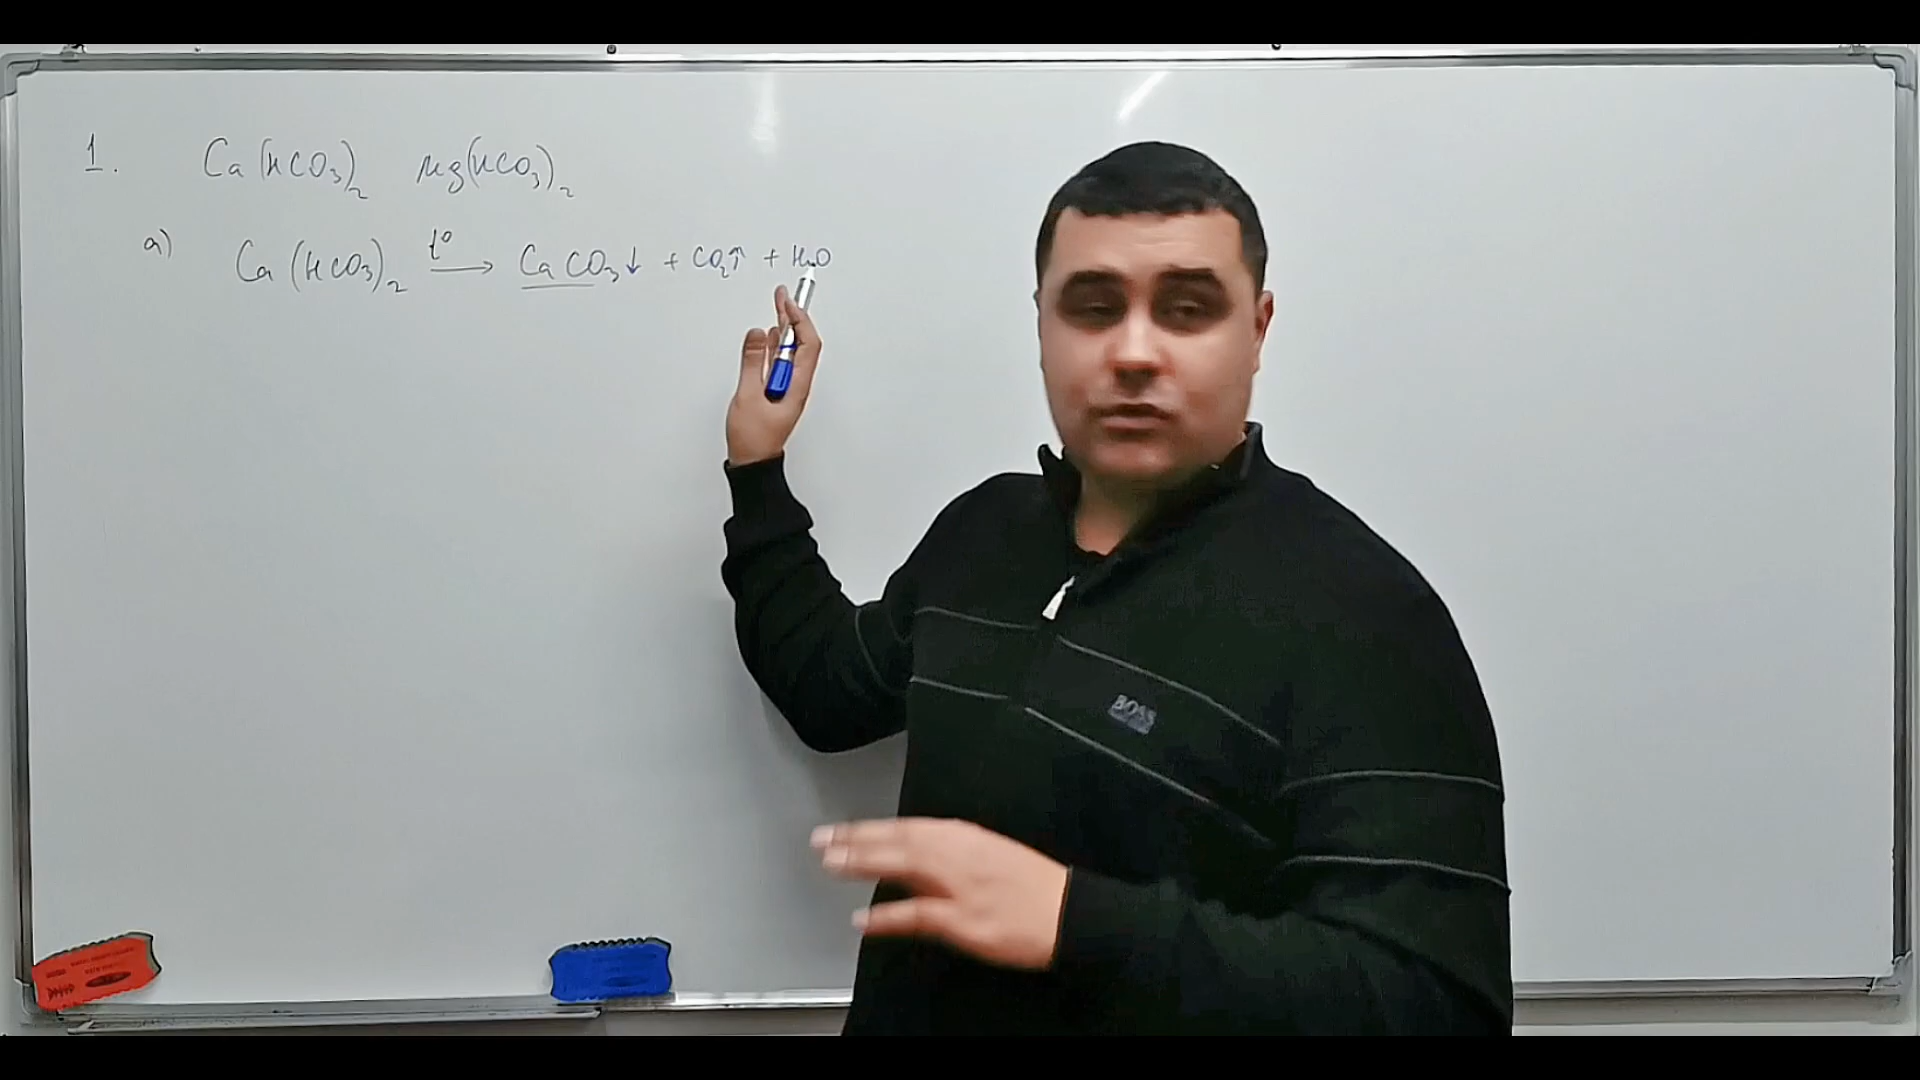 1. Ca(HCO₃)₂ Mg(HCO₃)₂
a) Ca(HCO₃)₂ t° → CaCO₃↓ + CO₂↑ + H₂O
BOSS